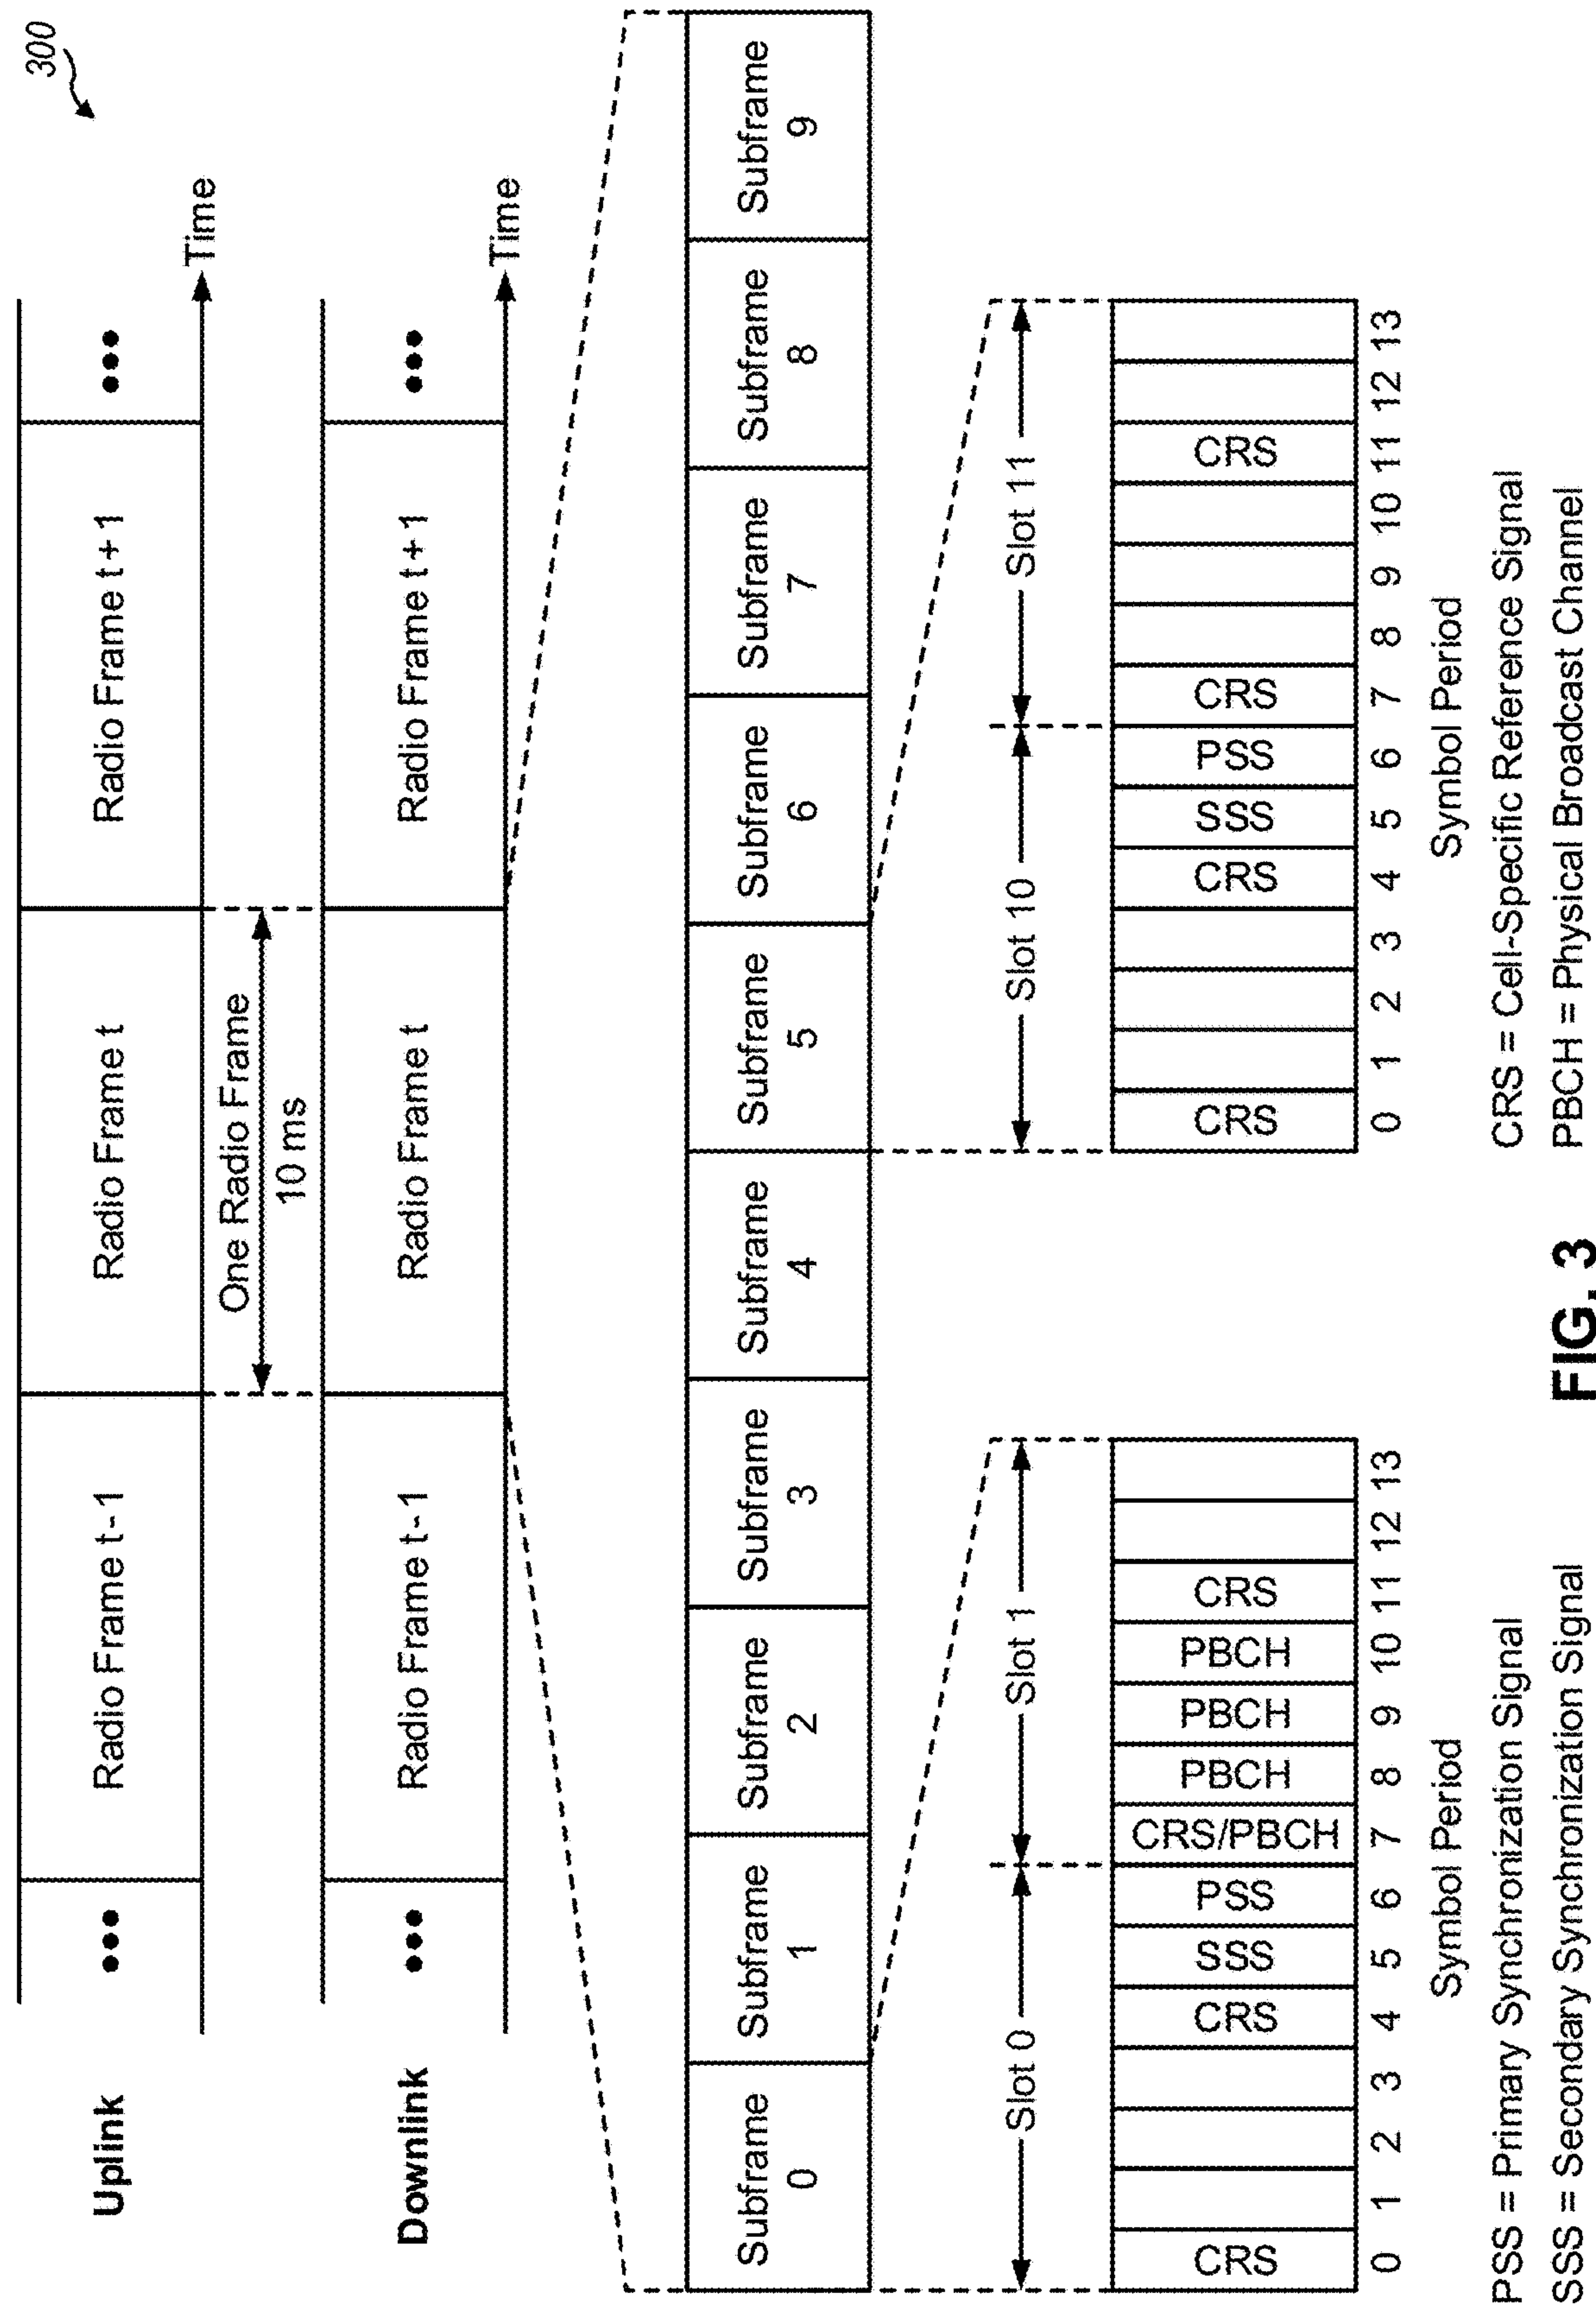 300
Uplink
••• Radio Frame t-1 Radio Frame t Radio Frame t+1 •••
Time
One Radio Frame
10 ms
Downlink
••• Radio Frame t-1 Radio Frame t Radio Frame t+1 •••
Time
Subframe Subframe Subframe Subframe Subframe Subframe Subframe Subframe Subframe Subframe
0 1 2 3 4 5 6 7 8 9
Slot 0 Slot 1
CRS CRS SSS PSS CRS/PBCH PBCH PBCH PBCH CRS
0 1 2 3 4 5 6 7 8 9 10 11 12 13
Symbol Period
Slot 10 Slot 11
CRS CRS SSS PSS CRS CRS
0 1 2 3 4 5 6 7 8 9 10 11 12 13
Symbol Period
PSS = Primary Synchronization Signal
SSS = Secondary Synchronization Signal
CRS = Cell-Specific Reference Signal
PBCH = Physical Broadcast Channel
FIG. 3